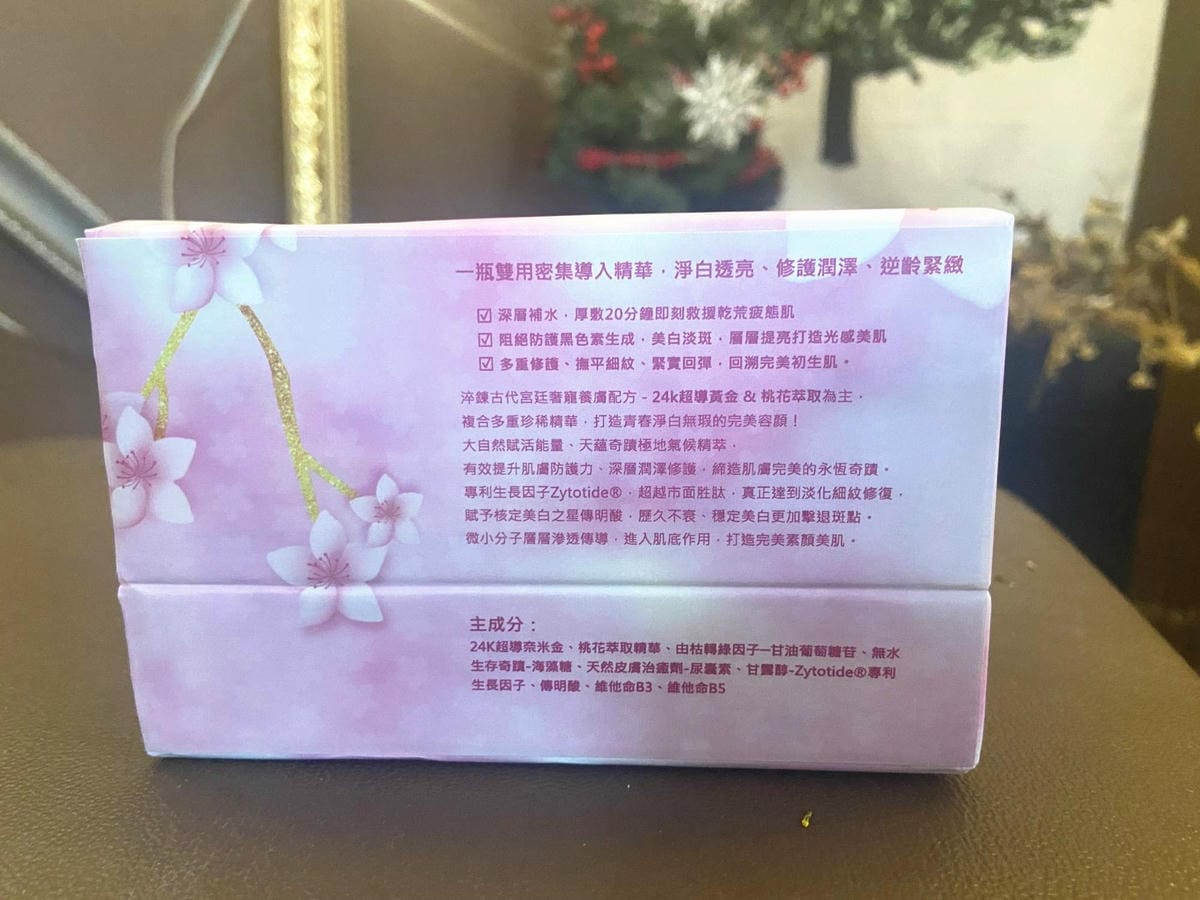 一瓶雙用密集導入精華，淨白透亮、修護潤澤、逆齡緊緻
☑ 深層補水，厚敷20分鐘即刻救援乾荒疲態肌
☑ 阻絕防護黑色素生成，美白淡斑，層層提亮打造光感美肌
☑ 多重修護、撫平細紋、緊實回彈，回溯完美初生肌。
淬鍊古代宮廷奢寵養膚配方 - 24k超導黃金 & 桃花萃取為主，
複合多重珍稀精華，打造青春淨白無瑕的完美容顏！
大自然賦活能量、天蘊奇蹟極地氣候精萃，
有效提升肌膚防護力、深層潤澤修護，締造肌膚完美的永恆奇蹟。
專利生長因子Zytotide®，超越市面胜肽，真正達到淡化細紋修復，
賦予核定美白之星傳明酸，歷久不衰、穩定美白更加擊退斑點。
微小分子層層滲透傳導，進入肌底作用，打造完美素顏美肌。
主成分：
24K超導奈米金、桃花萃取精華、由枯轉綠因子—甘油葡萄糖苷、無水
生存奇蹟-海藻糖、天然皮膚治癒劑-尿囊素、甘露醇-Zytotide®專利
生長因子、傳明酸、維他命B3、維他命B5